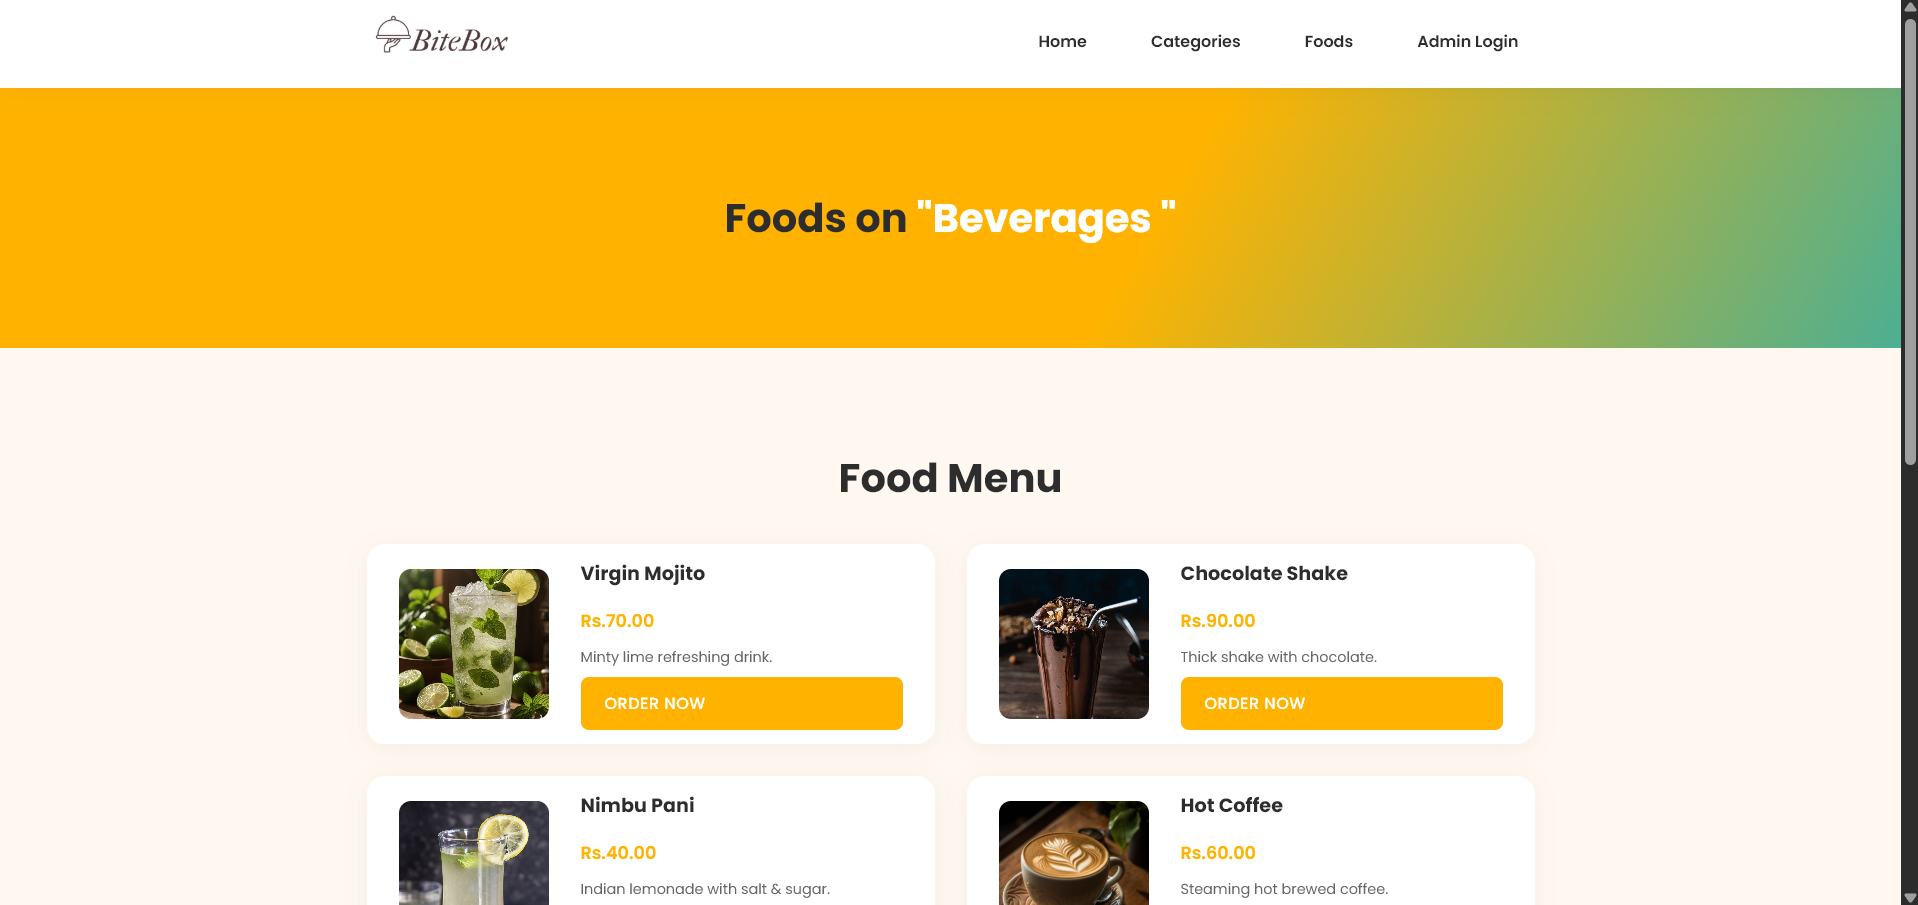 BiteBox
Home Categories Foods Admin Login
Foods on "Beverages "
Food Menu
Virgin Mojito
Rs.70.00
Minty lime refreshing drink.
ORDER NOW
Chocolate Shake
Rs.90.00
Thick shake with chocolate.
ORDER NOW
Nimbu Pani
Rs.40.00
Indian lemonade with salt & sugar.
Hot Coffee
Rs.60.00
Steaming hot brewed coffee.